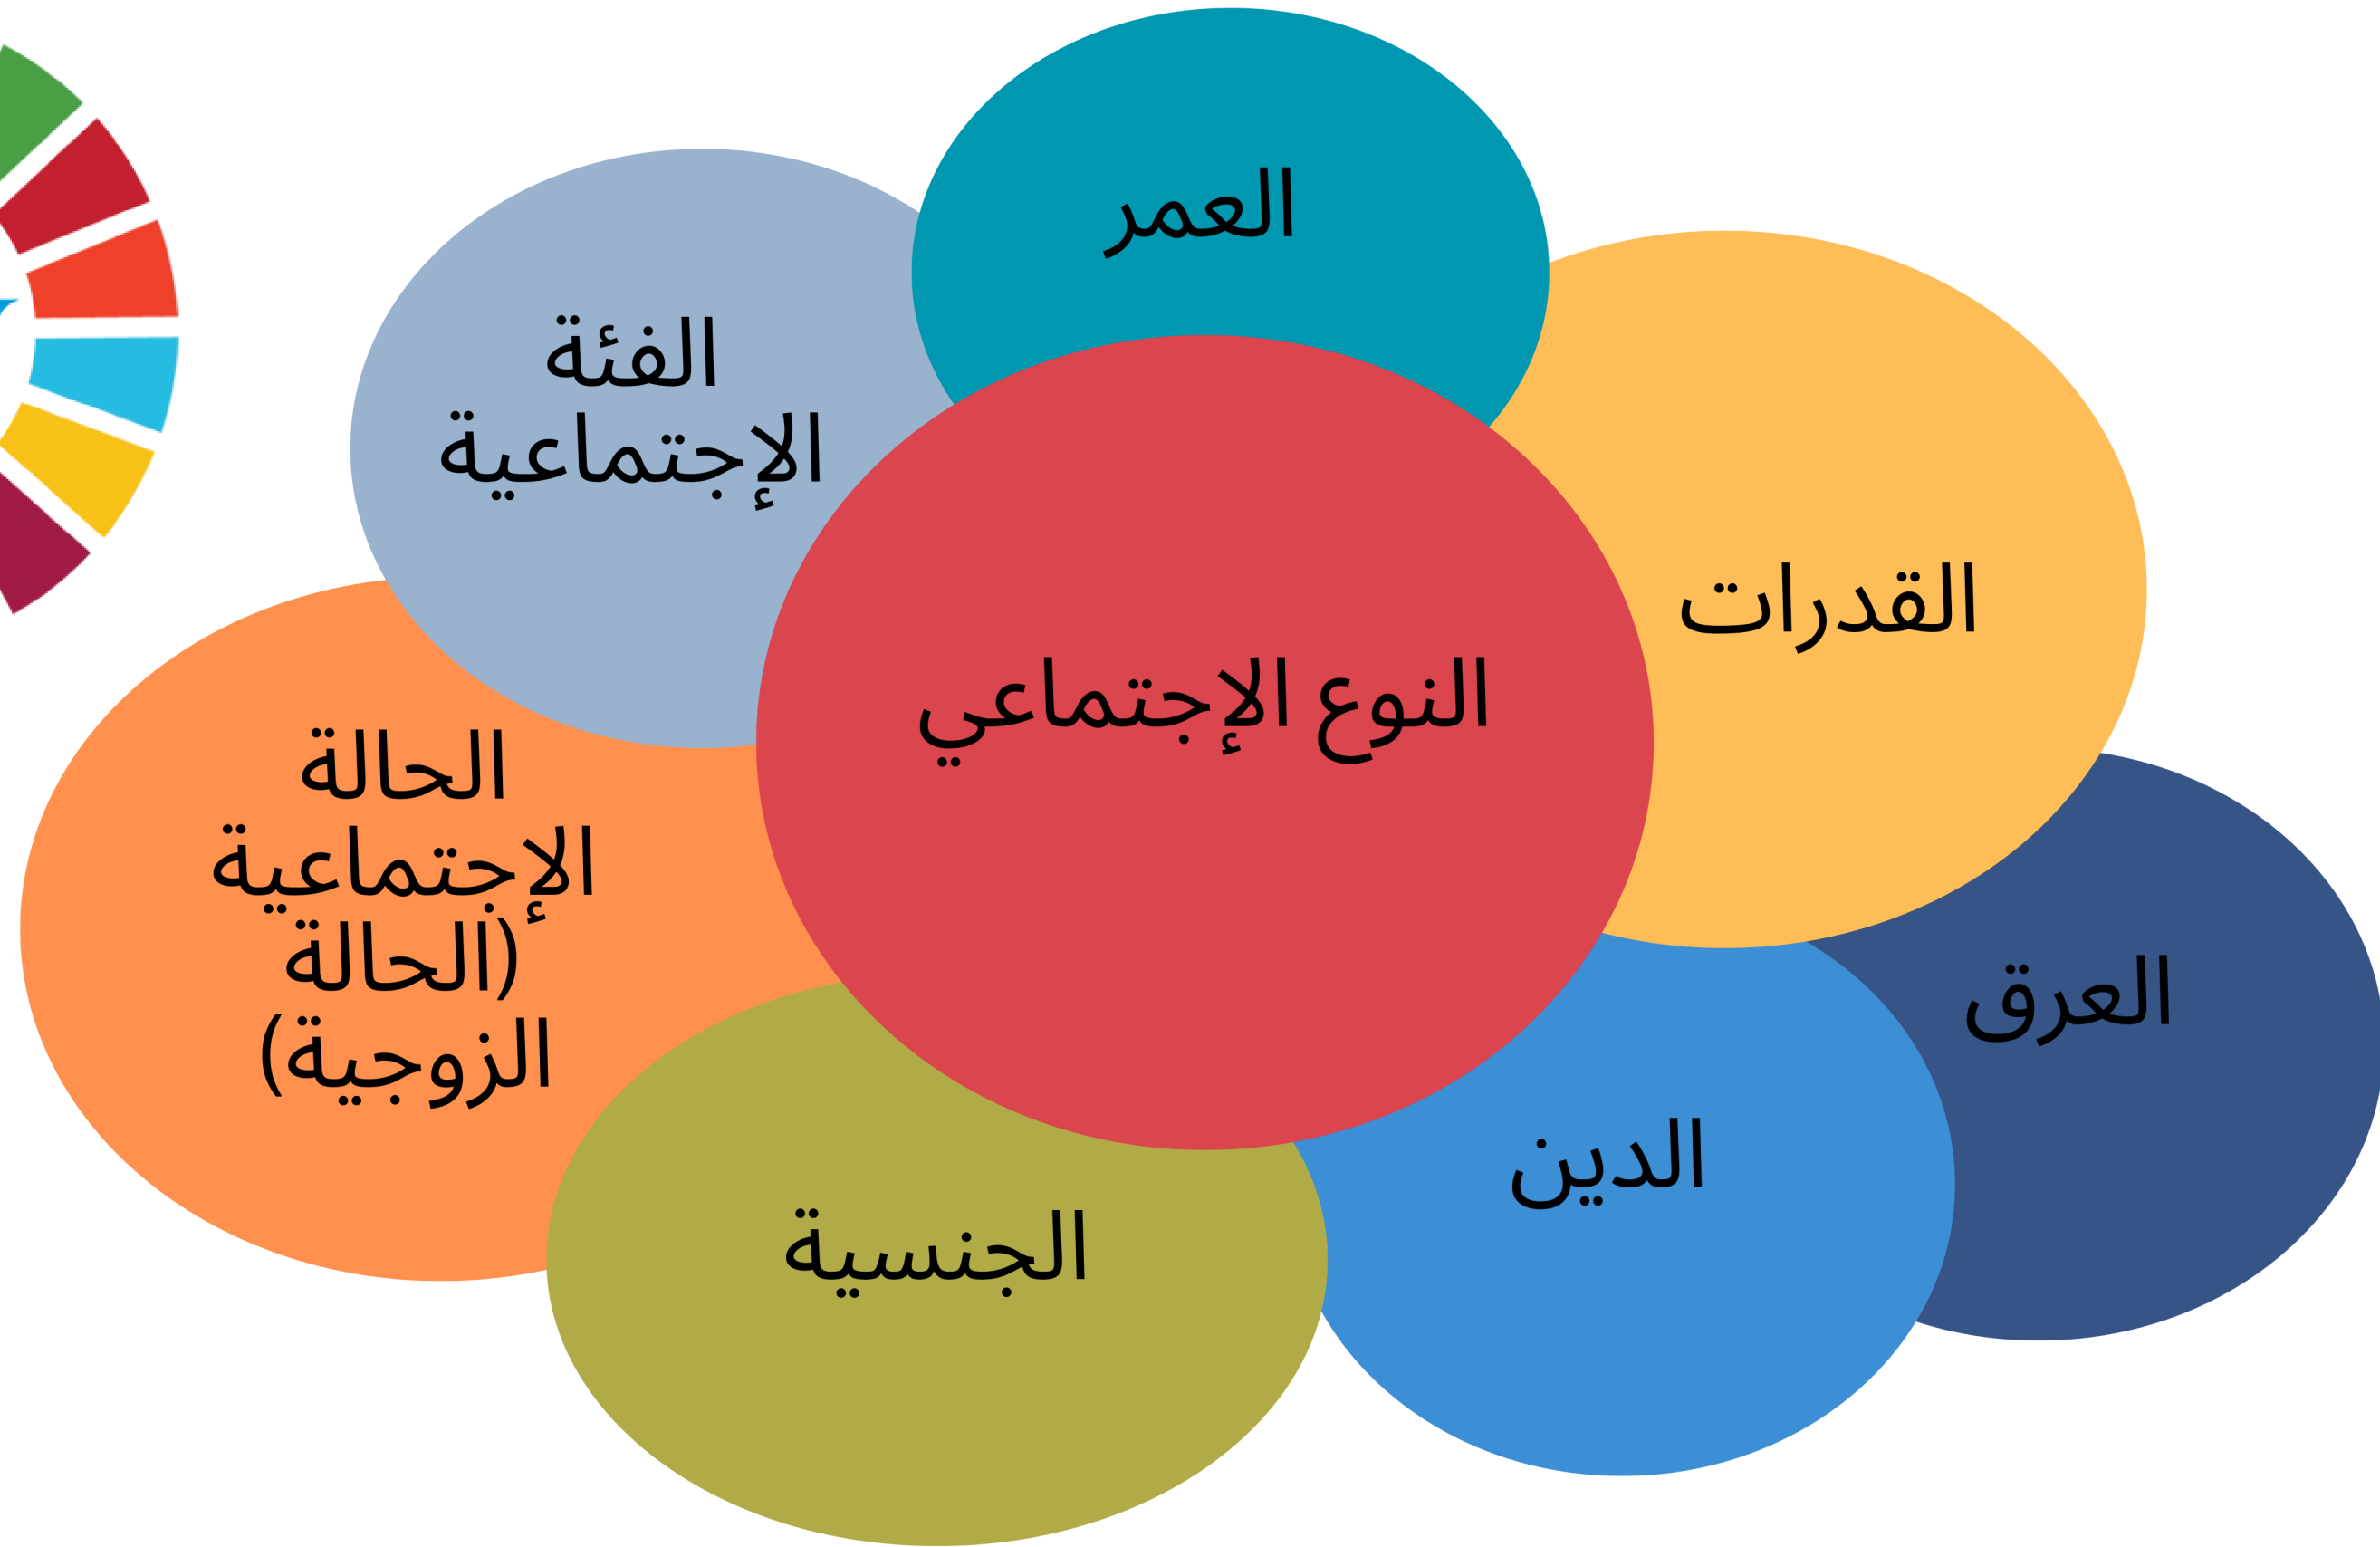 العمر
الفئة
الإجتماعية
القدرات
النوع الإجتماعي
الحالة
الإجتماعية
(الحالة
الزوجية)
العرق
الدين
الجنسية